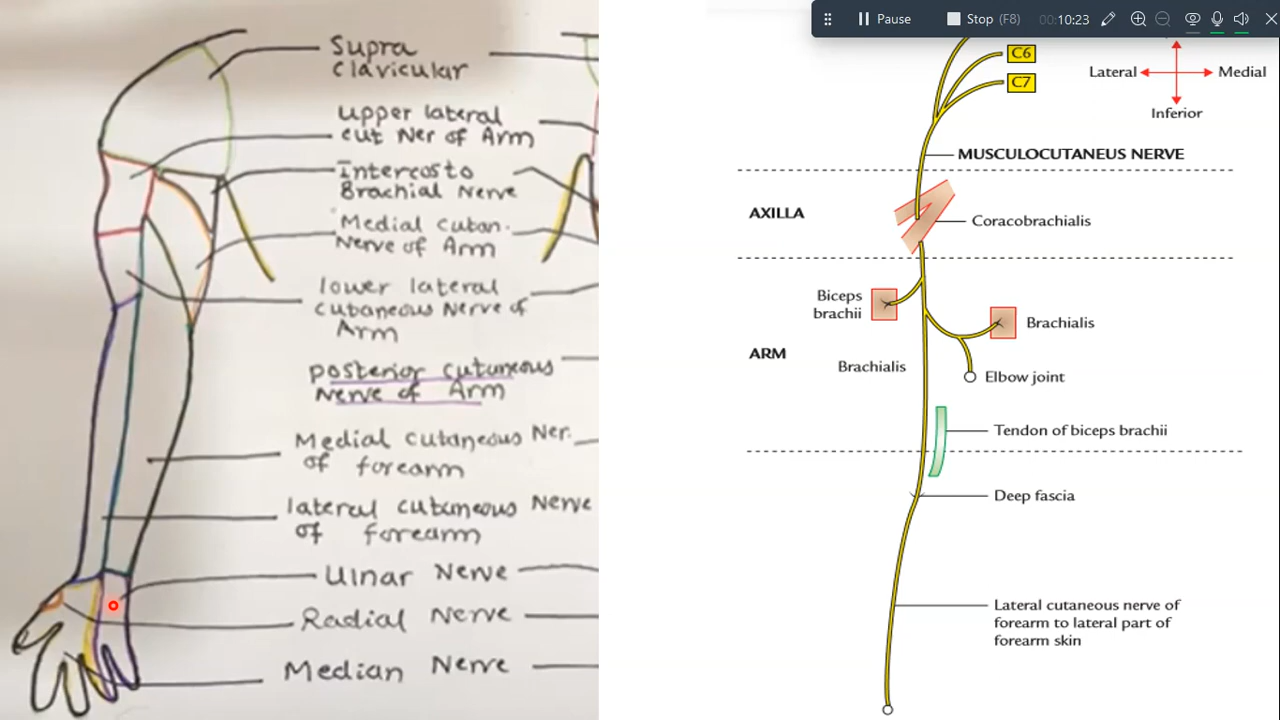 Supra
clavicular
upper lateral
cut Ner of Arm
Intercosto
Brachial Nerve
Medial cutan.
Nerve of Arm
lower lateral
cutaneous Nerve of
Arm
posterior cutaneous
Nerve of Arm
Medial cutaneous Ner.
of forearm
lateral cutaneous Nerve
of forearm
Ulnar Nerve
Radial Nerve
Median Nerve
Pause
Stop (F8)
00:10:23
C6
C7
Lateral
Medial
Inferior
MUSCULOCUTANEUS NERVE
AXILLA
Coracobrachialis
Biceps
brachii
Brachialis
ARM
Brachialis
Elbow joint
Tendon of biceps brachii
Deep fascia
Lateral cutaneous nerve of
forearm to lateral part of
forearm skin